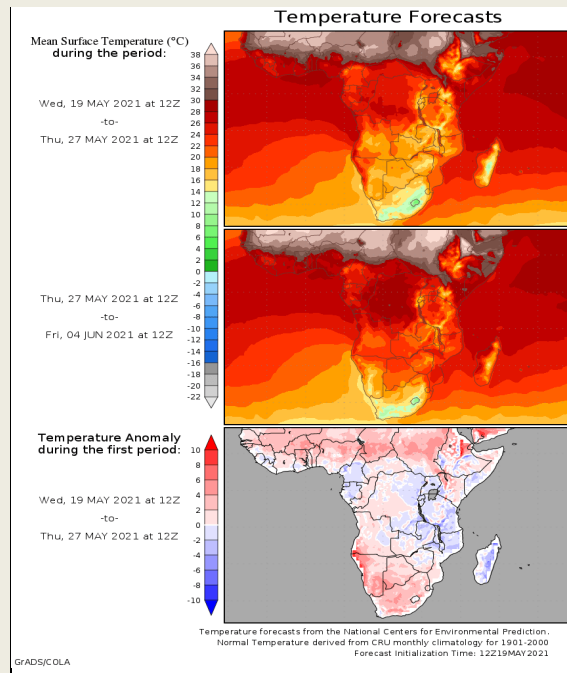 Temperature Forecasts
Mean Surface Temperature (°C)
during the period:
Wed, 19 MAY 2021 at 12Z
-to-
Thu, 27 MAY 2021 at 12Z
38
36
34
32
30
28
26
24
22
20
18
16
14
12
10
8
6
4
2
0
-2
-4
-6
-8
-10
-12
-14
-16
-18
-20
-22
Thu, 27 MAY 2021 at 12Z
-to-
Fri, 04 JUN 2021 at 12Z
Temperature Anomaly
during the first period:
Wed, 19 MAY 2021 at 12Z
-to-
Thu, 27 MAY 2021 at 12Z
10
8
6
4
2
0
-2
-4
-6
-8
-10
Temperature forecasts from the National Centers for Environmental Prediction.
Normal Temperature derived from CRU monthly climatology for 1901-2000
Forecast Initialization Time: 12Z19MAY2021
GrADS/COLA